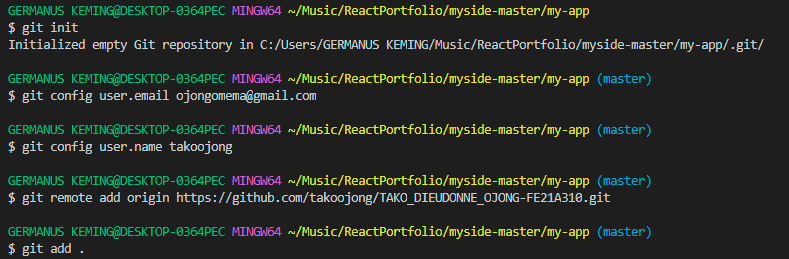 GERMANUS KEMING@DESKTOP-0364PEC MINGW64 ~/Music/ReactPortfolio/myside-master/my-app
$ git init
Initialized empty Git repository in C:/Users/GERMANUS KEMING/Music/ReactPortfolio/myside-master/my-app/.git/
GERMANUS KEMING@DESKTOP-0364PEC MINGW64 ~/Music/ReactPortfolio/myside-master/my-app (master)
$ git config user.email ojongomema@gmail.com
GERMANUS KEMING@DESKTOP-0364PEC MINGW64 ~/Music/ReactPortfolio/myside-master/my-app (master)
$ git config user.name takoojong
GERMANUS KEMING@DESKTOP-0364PEC MINGW64 ~/Music/ReactPortfolio/myside-master/my-app (master)
$ git remote add origin https://github.com/takoojong/TAKO_DIEUDONNE_OJONG-FE21A310.git
GERMANUS KEMING@DESKTOP-0364PEC MINGW64 ~/Music/ReactPortfolio/myside-master/my-app (master)
$ git add .